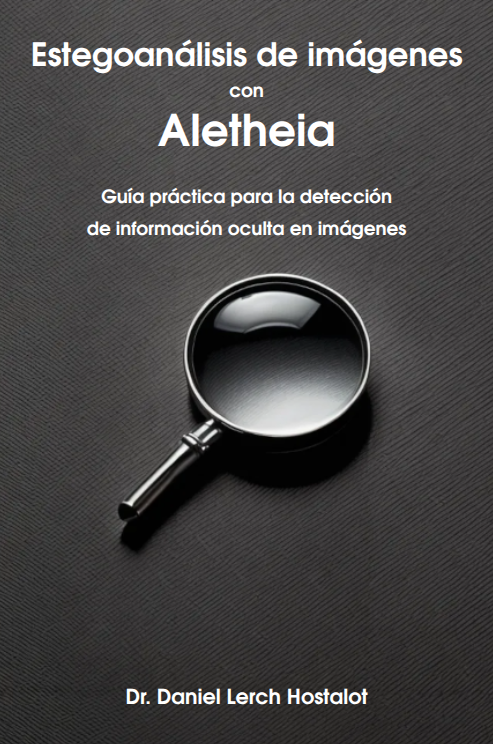 Estegoanálisis de imágenes
con
Aletheia
Guía práctica para la detección
de información oculta en imágenes
Dr. Daniel Lerch Hostalot